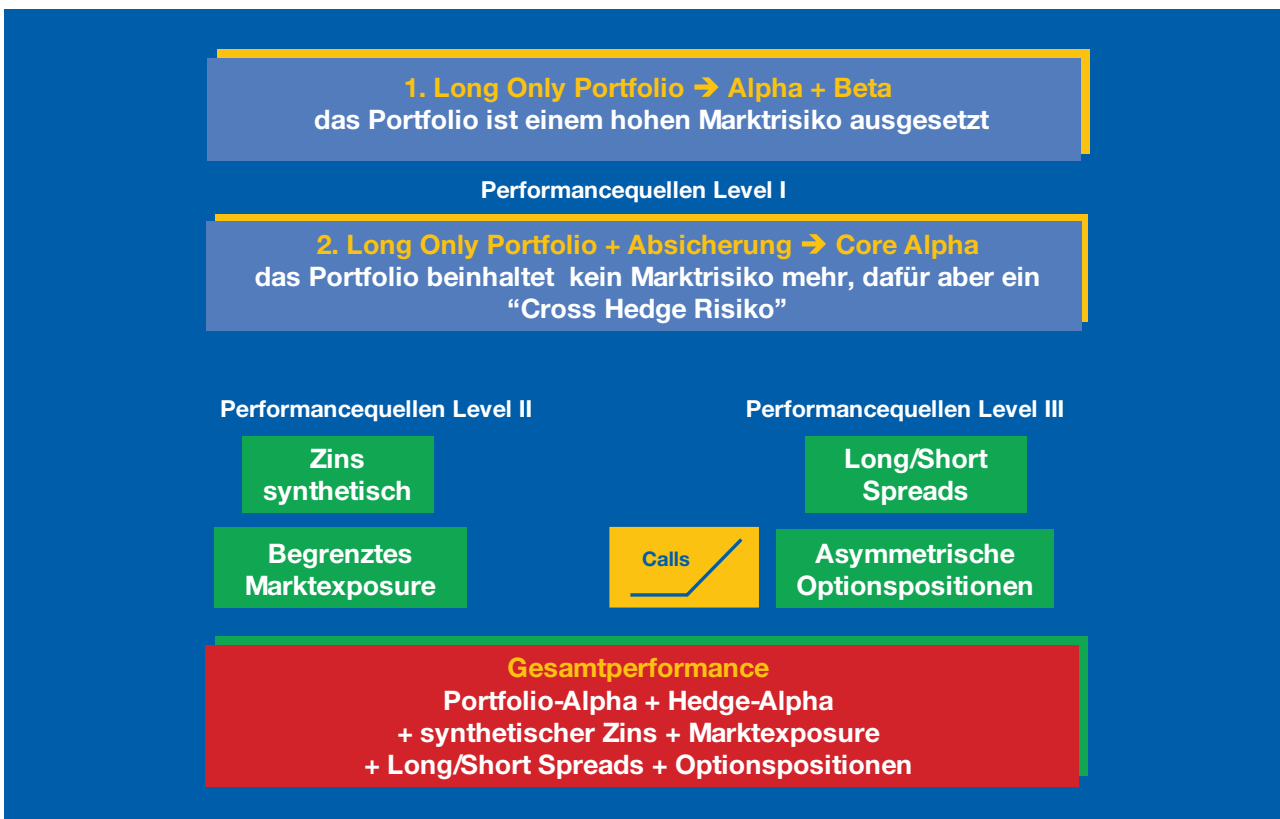 1. Long Only Portfolio ➔ Alpha + Beta
das Portfolio ist einem hohen Marktrisiko ausgesetzt
Performancequellen Level I
2. Long Only Portfolio + Absicherung ➔ Core Alpha
das Portfolio beinhaltet kein Marktrisiko mehr, dafür aber ein
“Cross Hedge Risiko”
Performancequellen Level II
Zins
synthetisch
Begrenztes
Marktexposure
Performancequellen Level III
Long/Short
Spreads
Calls
Asymmetrische
Optionspositionen
Gesamtperformance
Portfolio-Alpha + Hedge-Alpha
+ synthetischer Zins + Marktexposure
+ Long/Short Spreads + Optionspositionen